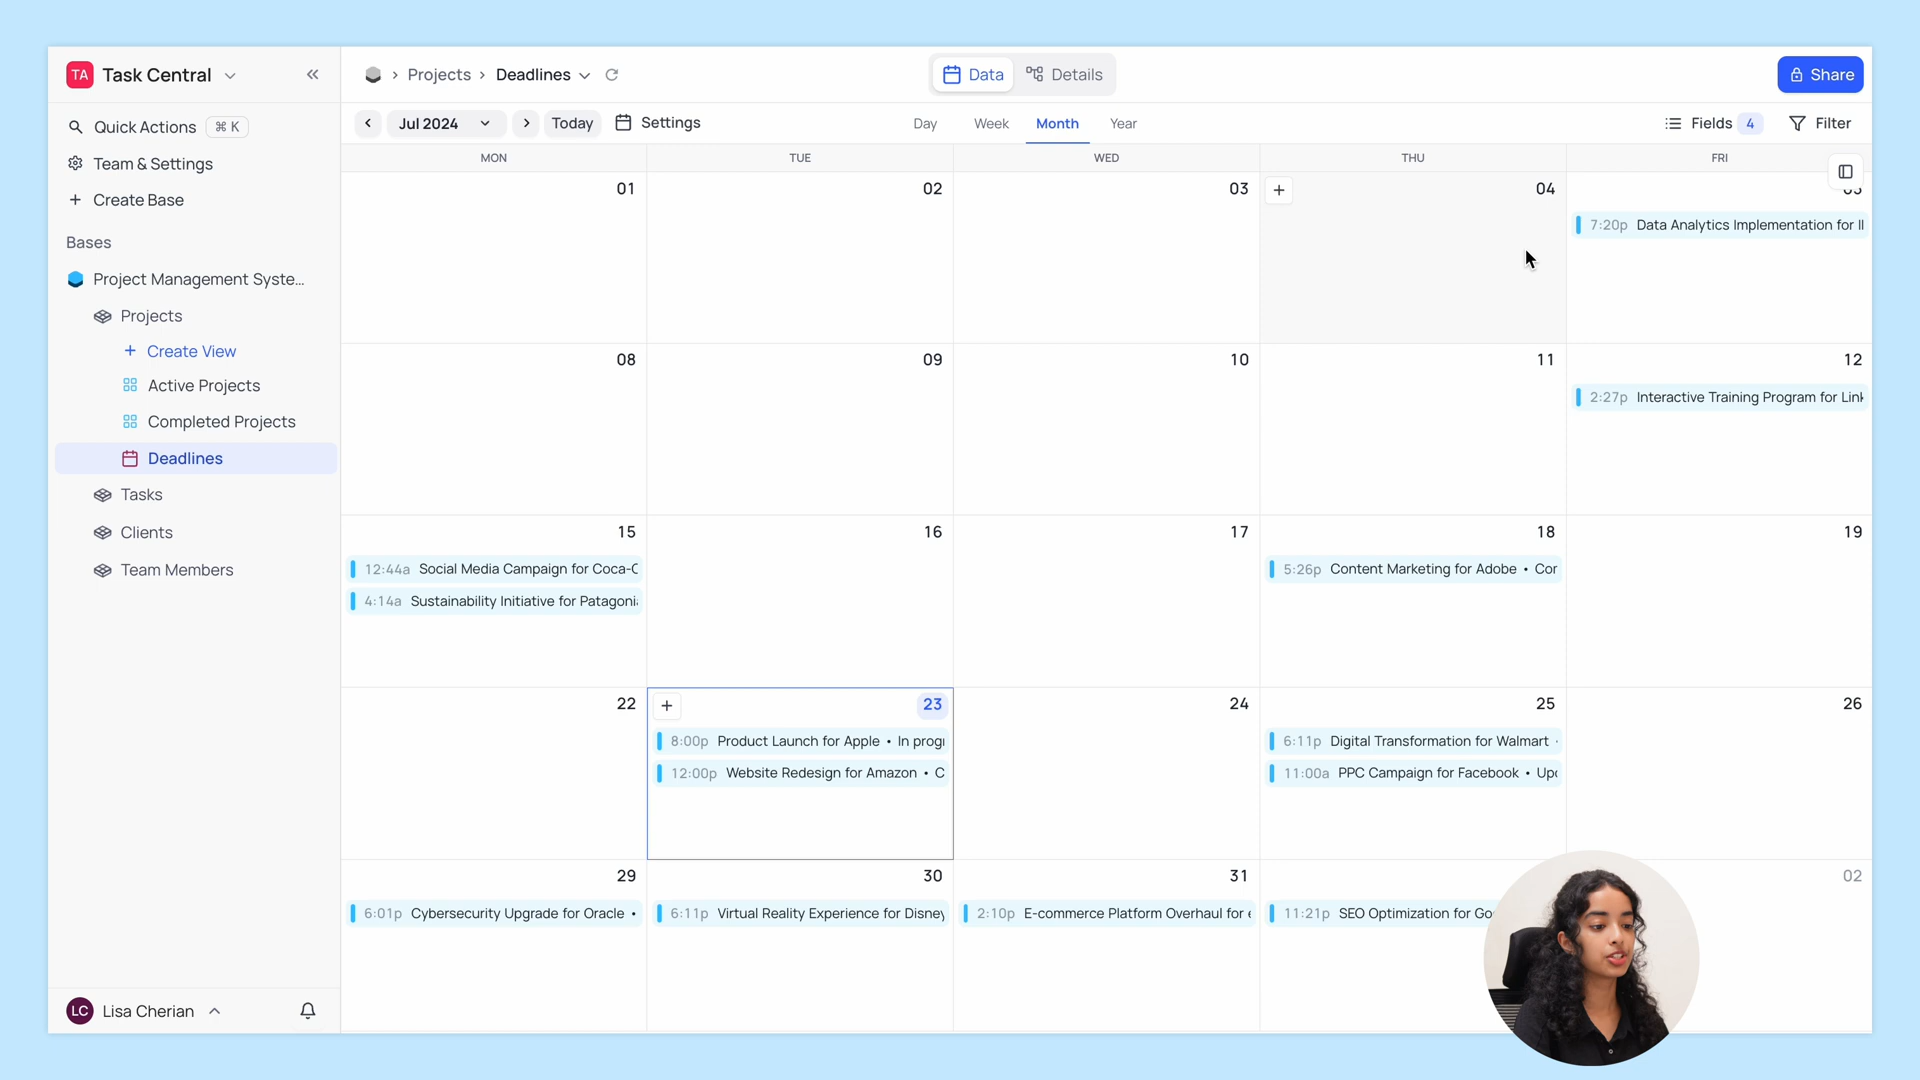 TA Task Central
Projects Deadlines
Data Details
Share
Quick Actions ⌘ K
Team & Settings
+ Create Base
Bases
Project Management Syste...
Projects
+ Create View
Active Projects
Completed Projects
Deadlines
Tasks
Clients
Team Members
LC Lisa Cherian
Jul 2024 Today Settings
Day Week Month Year
Fields 4 Filter
MON TUE WED THU FRI
01 02 03 + 04
7:20p Data Analytics Implementation for
08 09 10 11 12
2:27p Interactive Training Program for Link
15 16 17 18 19
12:44a Social Media Campaign for Coca-C
5:26p Content Marketing for Adobe • Con
4:14a Sustainability Initiative for Patagoni
22 + 23 24 25 26
8:00p Product Launch for Apple • In progr
6:11p Digital Transformation for Walmart
12:00p Website Redesign for Amazon • C
11:00a PPC Campaign for Facebook • Upc
29 30 31 02
6:01p Cybersecurity Upgrade for Oracle •
6:11p Virtual Reality Experience for Disney
2:10p E-commerce Platform Overhaul for e
11:21p SEO Optimization for Go